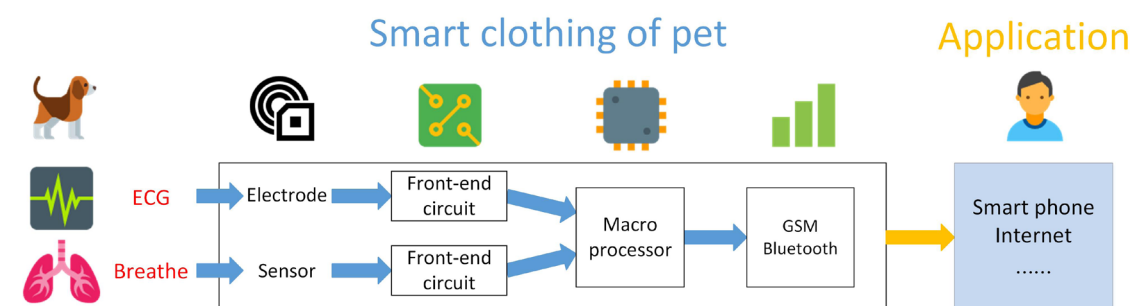 Smart clothing of pet
Application
ECG
Electrode
Front-end
circuit
Macro
processor
GSM
Bluetooth
Smart phone
Internet
......
Breathe
Sensor
Front-end
circuit